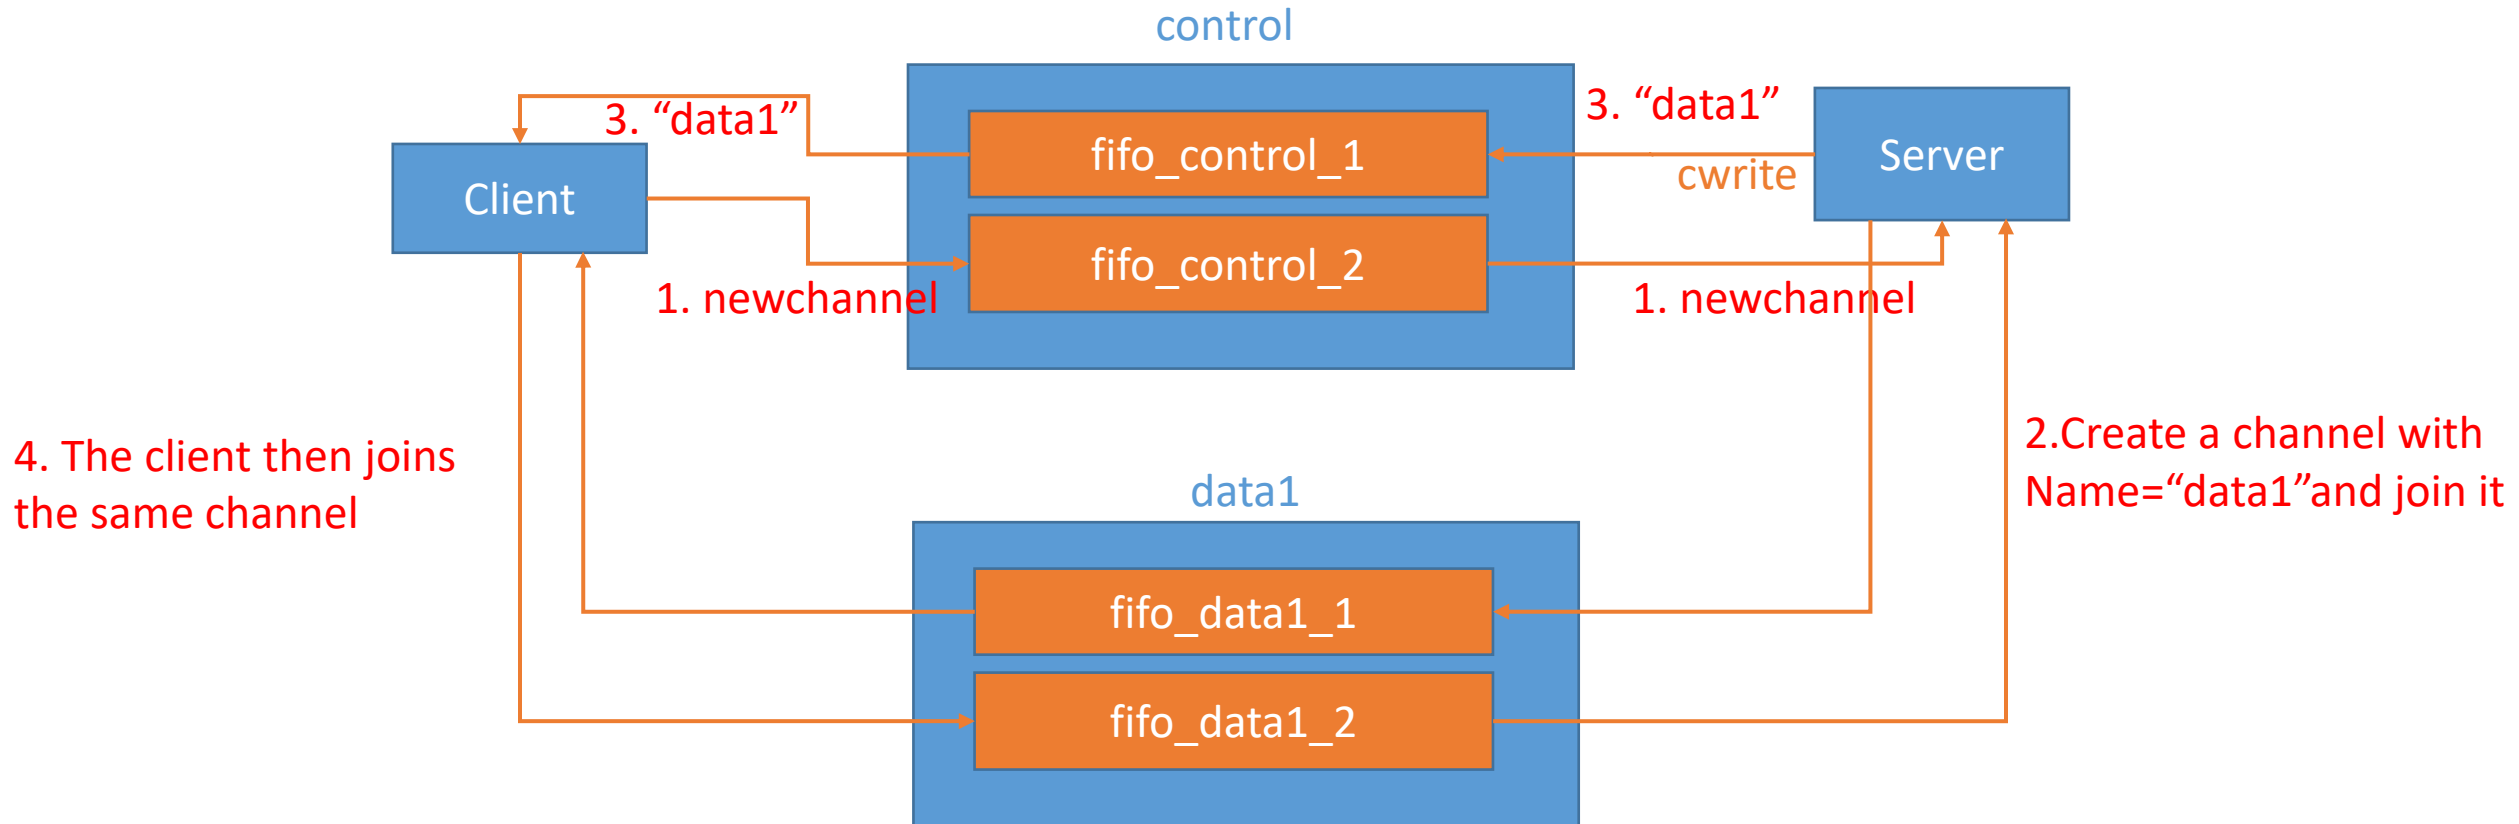 control
3. “data1”
3. “data1”
fifo_control_1
Server
cwrite
Client
fifo_control_2
1. newchannel
1. newchannel
4. The client then joins
the same channel
2.Create a channel with
Name=“data1”and join it
data1
fifo_data1_1
fifo_data1_2